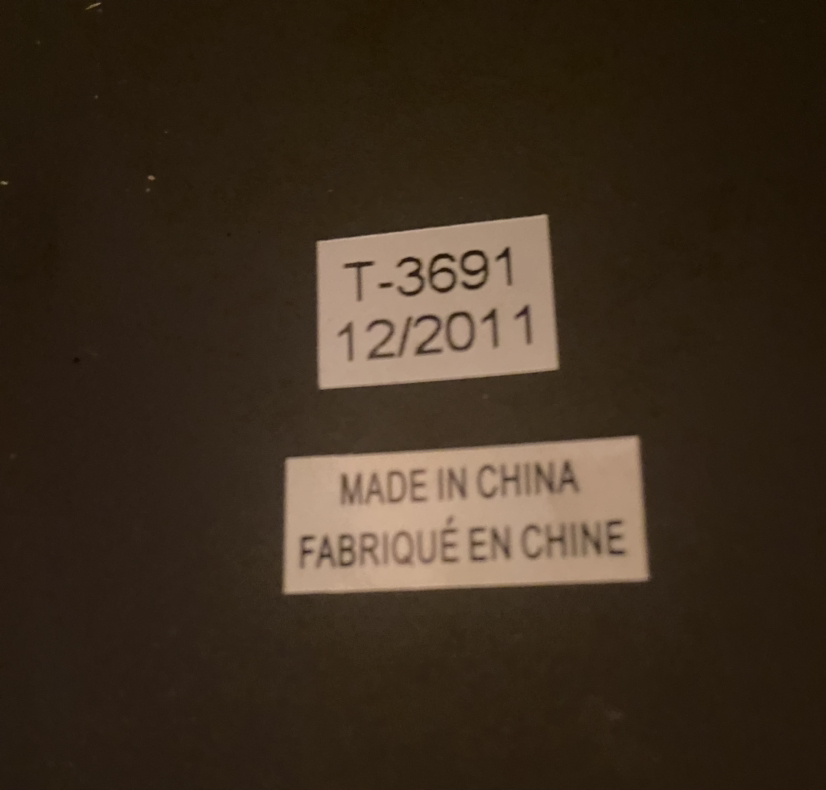 T-3691
12/2011
MADE IN CHINA
FABRIQUÉ EN CHINE